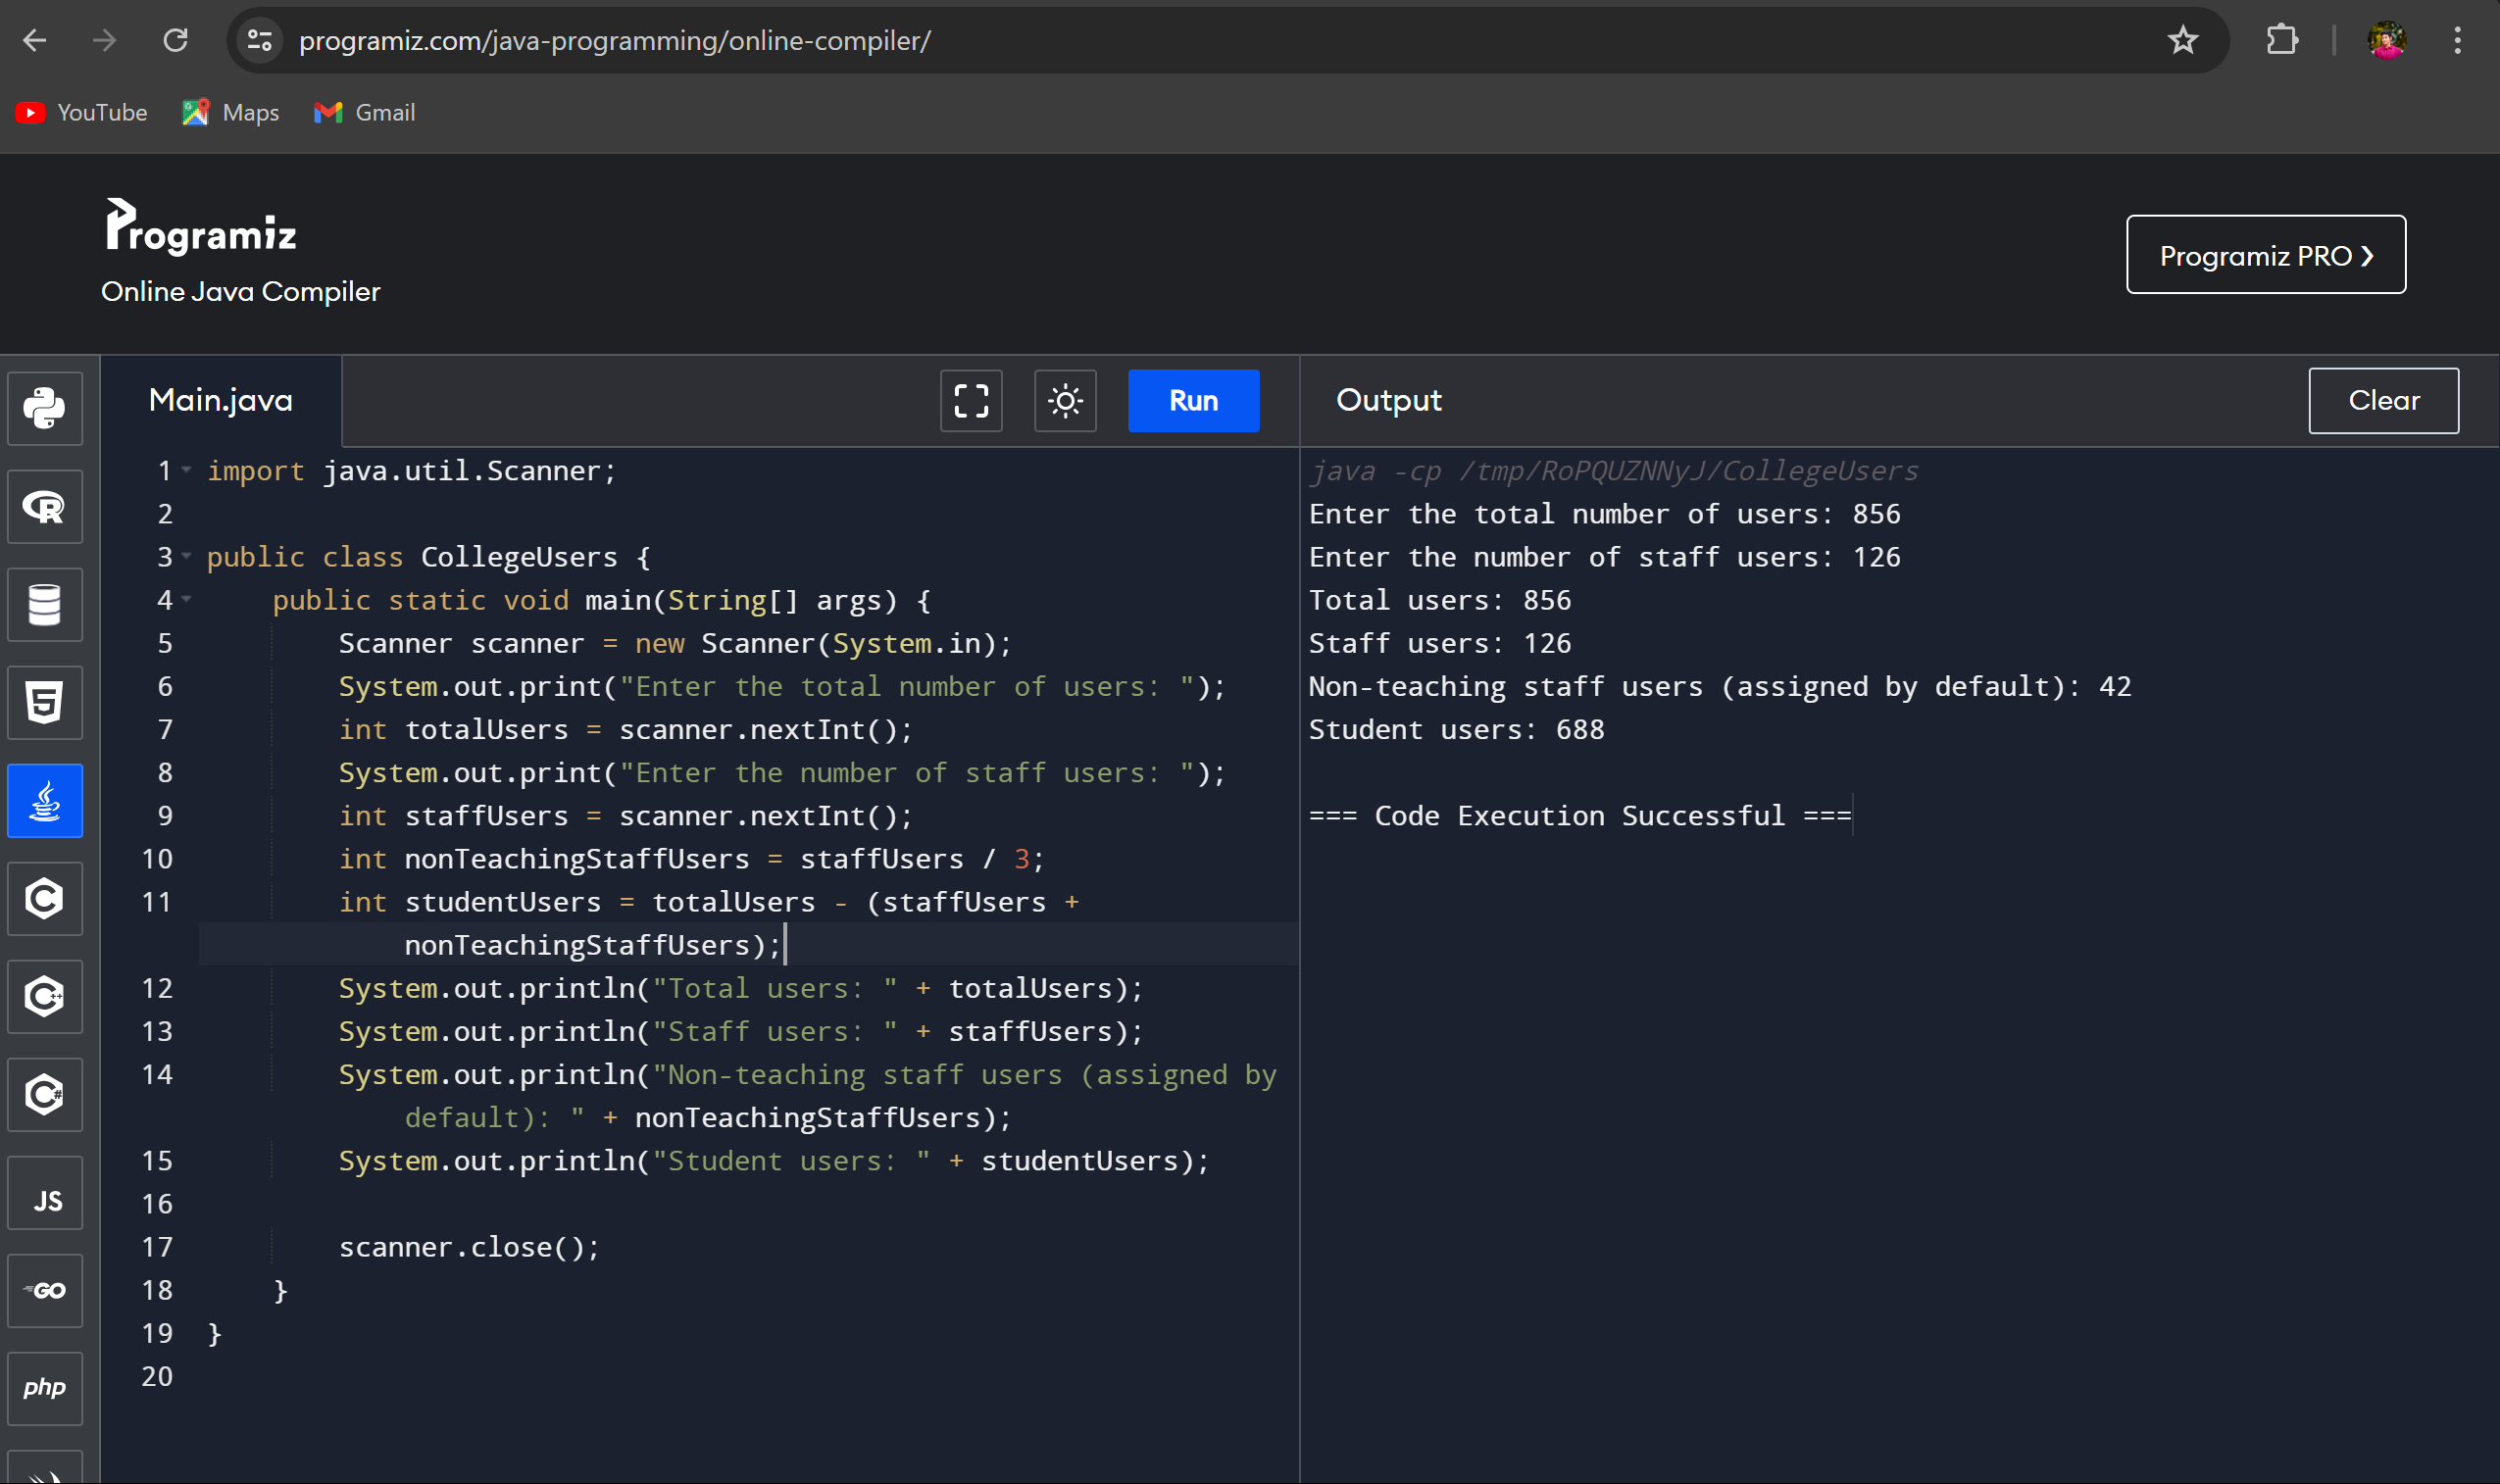 programiz.com/java-programming/online-compiler/
YouTube Maps Gmail
Programiz
Online Java Compiler
Programiz PRO ❯
Main.java
Run
Output
Clear
R
5
C
C++
C#
JS
GO
php
1 import java.util.Scanner;
2
3 public class CollegeUsers {
4     public static void main(String[] args) {
5         Scanner scanner = new Scanner(System.in);
6         System.out.print("Enter the total number of users: ");
7         int totalUsers = scanner.nextInt();
8         System.out.print("Enter the number of staff users: ");
9         int staffUsers = scanner.nextInt();
10         int nonTeachingStaffUsers = staffUsers / 3;
11         int studentUsers = totalUsers - (staffUsers +
            nonTeachingStaffUsers);
12         System.out.println("Total users: " + totalUsers);
13         System.out.println("Staff users: " + staffUsers);
14         System.out.println("Non-teaching staff users (assigned by
            default): " + nonTeachingStaffUsers);
15         System.out.println("Student users: " + studentUsers);
16
17         scanner.close();
18     }
19 }
20
java -cp /tmp/RoPQUZNNyJ/CollegeUsers
Enter the total number of users: 856
Enter the number of staff users: 126
Total users: 856
Staff users: 126
Non-teaching staff users (assigned by default): 42
Student users: 688
=== Code Execution Successful ===